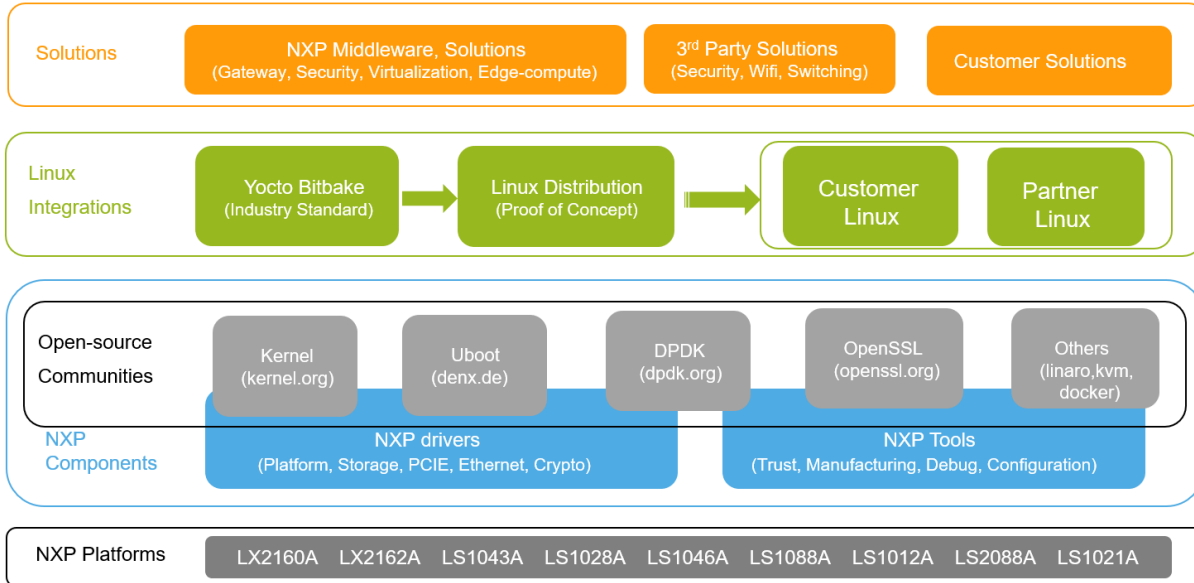 Solutions
NXP Middleware, Solutions
(Gateway, Security, Virtualization, Edge-compute)
3rd Party Solutions
(Security, Wifi, Switching)
Customer Solutions
Linux
Integrations
Yocto Bitbake
(Industry Standard)
Linux Distribution
(Proof of Concept)
Customer
Linux
Partner
Linux
Open-source
Communities
Kernel
(kernel.org)
Uboot
(denx.de)
DPDK
(dpdk.org)
OpenSSL
(openssl.org)
Others
(linaro,kvm,
docker)
NXP
Components
NXP drivers
(Platform, Storage, PCIE, Ethernet, Crypto)
NXP Tools
(Trust, Manufacturing, Debug, Configuration)
NXP Platforms
LX2160A LX2162A LS1043A LS1028A LS1046A LS1088A LS1012A LS2088A LS1021A